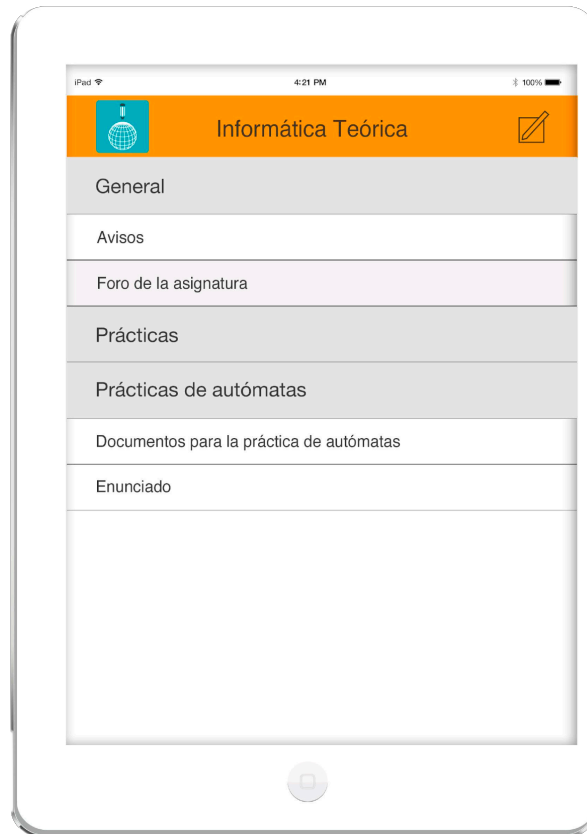 iPad 4:21 PM 100%
Informática Teórica
General
Avisos
Foro de la asignatura
Prácticas
Prácticas de autómatas
Documentos para la práctica de autómatas
Enunciado